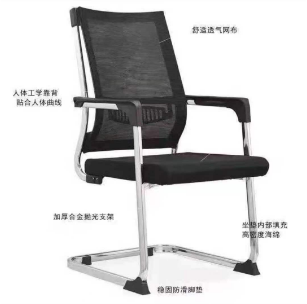 舒适透气网布
人体工学靠背
贴合人体曲线
加厚合金抛光支架
坐垫内部填充
高密度海绵
稳固防滑脚垫